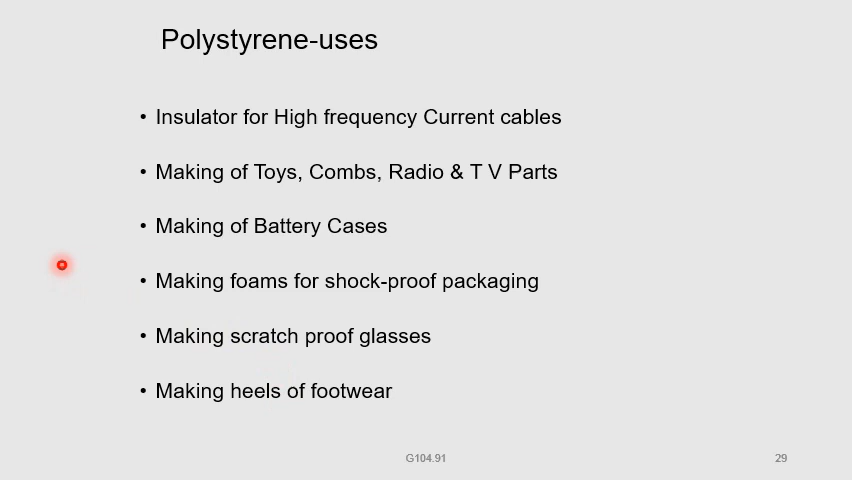 Polystyrene-uses
• Insulator for High frequency Current cables
• Making of Toys, Combs, Radio & T V Parts
• Making of Battery Cases
• Making foams for shock-proof packaging
• Making scratch proof glasses
• Making heels of footwear
G104.91
29